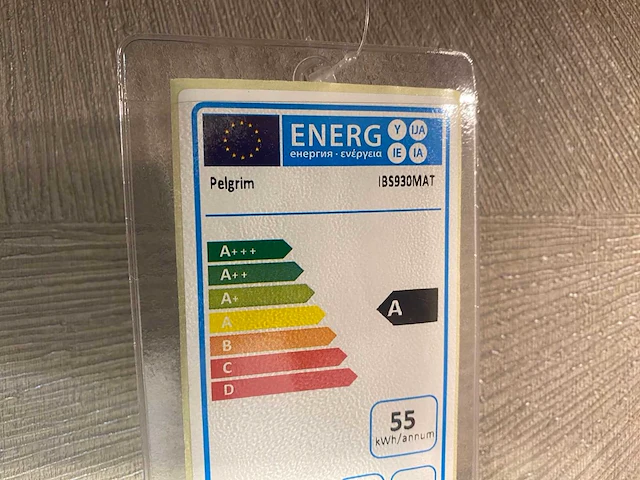 ENERG Y IJA
енергия · ενέργεια IE IA
Pelgrim IBS930MAT
A+++
A++
A+
A
A
B
C
D
55
kWh/annum